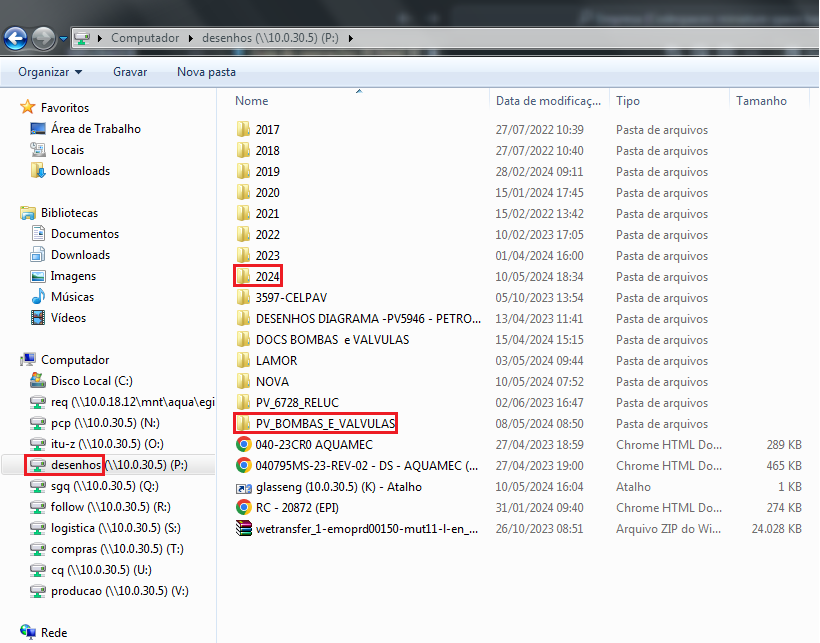 Computador desenhos (\\10.0.30.5) (P:)
Organizar Gravar Nova pasta
Favoritos
Área de Trabalho
Locais
Downloads
Bibliotecas
Documentos
Downloads
Imagens
Músicas
Vídeos
Computador
Disco Local (C:)
req (\\10.0.18.12\mnt\aqua\egi
pcp (\\10.0.30.5) (N:)
itu-z (\\10.0.30.5) (O:)
desenhos (\\10.0.30.5) (P:)
sgq (\\10.0.30.5) (Q:)
follow (\\10.0.30.5) (R:)
logistica (\\10.0.30.5) (S:)
compras (\\10.0.30.5) (T:)
cq (\\10.0.30.5) (U:)
producao (\\10.0.30.5) (V:)
Rede
Nome Data de modificaç... Tipo Tamanho
2017 27/07/2022 10:39 Pasta de arquivos
2018 27/07/2022 10:40 Pasta de arquivos
2019 28/02/2024 09:11 Pasta de arquivos
2020 15/01/2024 17:45 Pasta de arquivos
2021 15/02/2022 13:42 Pasta de arquivos
2022 10/02/2023 17:05 Pasta de arquivos
2023 01/04/2024 16:00 Pasta de arquivos
2024 10/05/2024 18:34 Pasta de arquivos
3597-CELPAV 05/10/2023 13:54 Pasta de arquivos
DESENHOS DIAGRAMA -PV5946 - PETRO... 13/04/2023 11:41 Pasta de arquivos
DOCS BOMBAS e VALVULAS 15/04/2024 15:15 Pasta de arquivos
LAMOR 03/05/2024 09:44 Pasta de arquivos
NOVA 10/05/2024 07:52 Pasta de arquivos
PV_6728_RELUC 02/06/2023 16:47 Pasta de arquivos
PV_BOMBAS_E_VALVULAS 08/05/2024 08:50 Pasta de arquivos
040-23CR0 AQUAMEC 27/04/2023 18:59 Chrome HTML Do... 289 KB
040795MS-23-REV-02 - DS - AQUAMEC (... 27/04/2023 19:00 Chrome HTML Do... 465 KB
glasseng (10.0.30.5) (K) - Atalho 10/05/2024 16:04 Atalho 1 KB
RC - 20872 (EPI) 31/01/2024 09:40 Chrome HTML Do... 274 KB
wetransfer_1-emoprd00150-mut11-l-en_... 26/10/2023 08:51 Arquivo ZIP do Wi... 24.028 KB